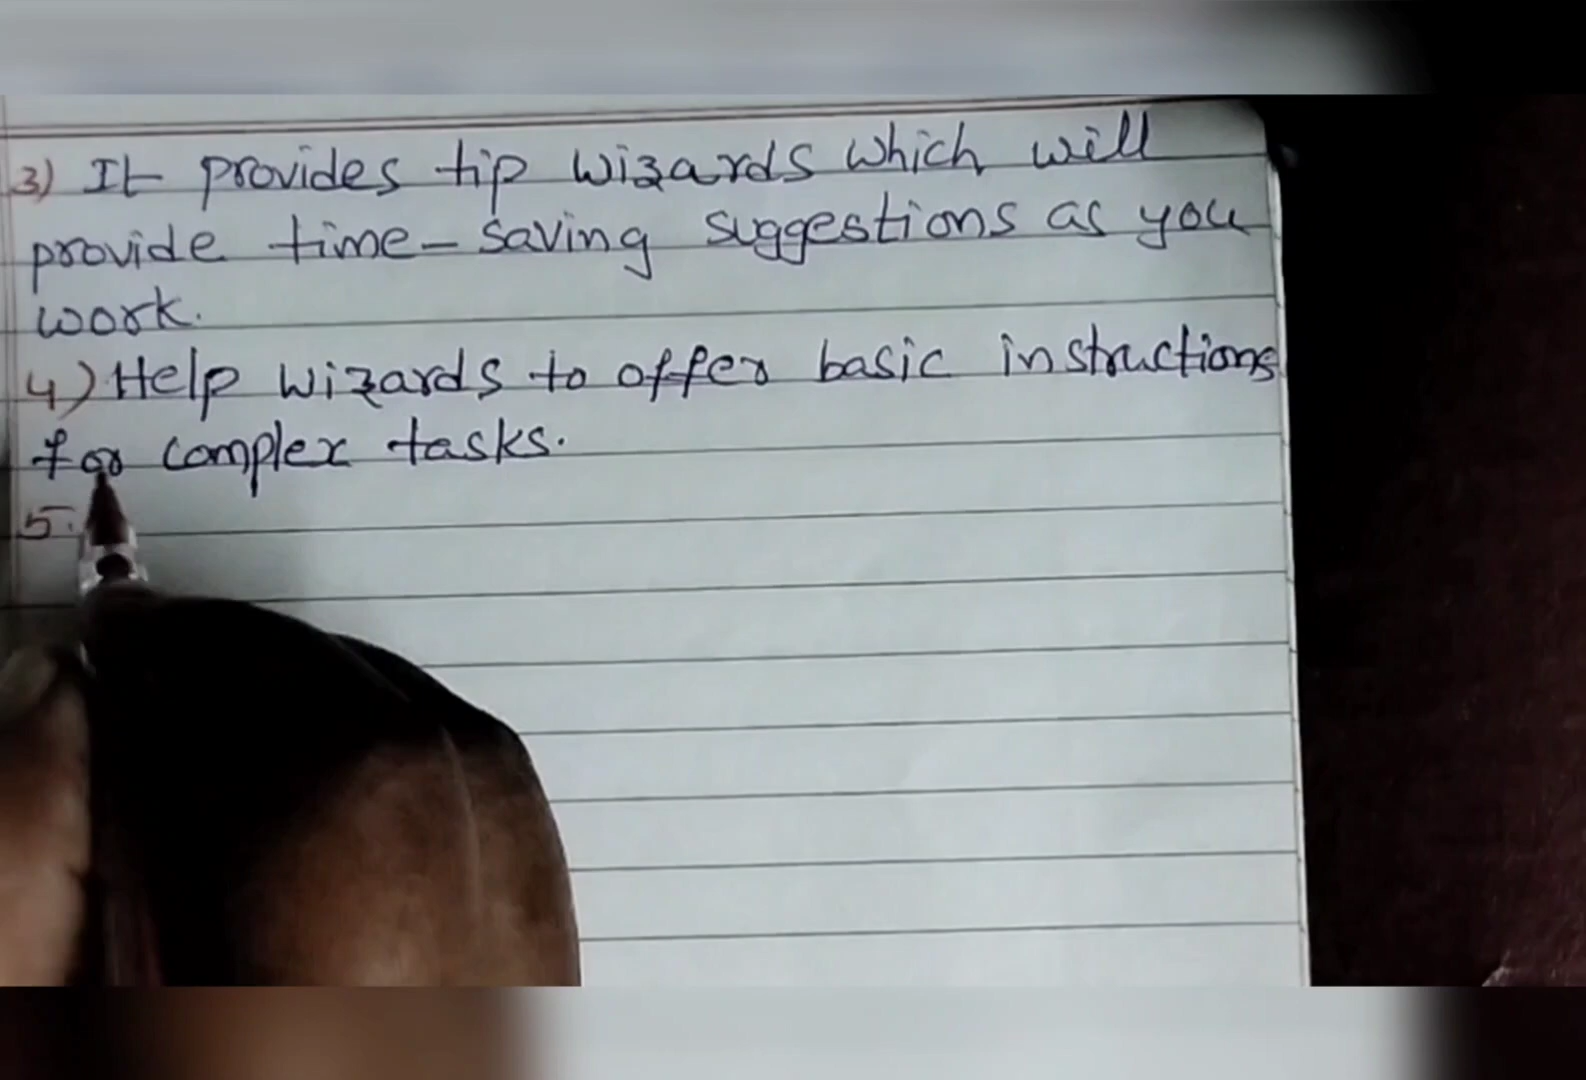 3) It provides tip wizards which will
provide time-saving suggestions as you
work.
4) Help wizards to offer basic instructions
for complex tasks.
5.